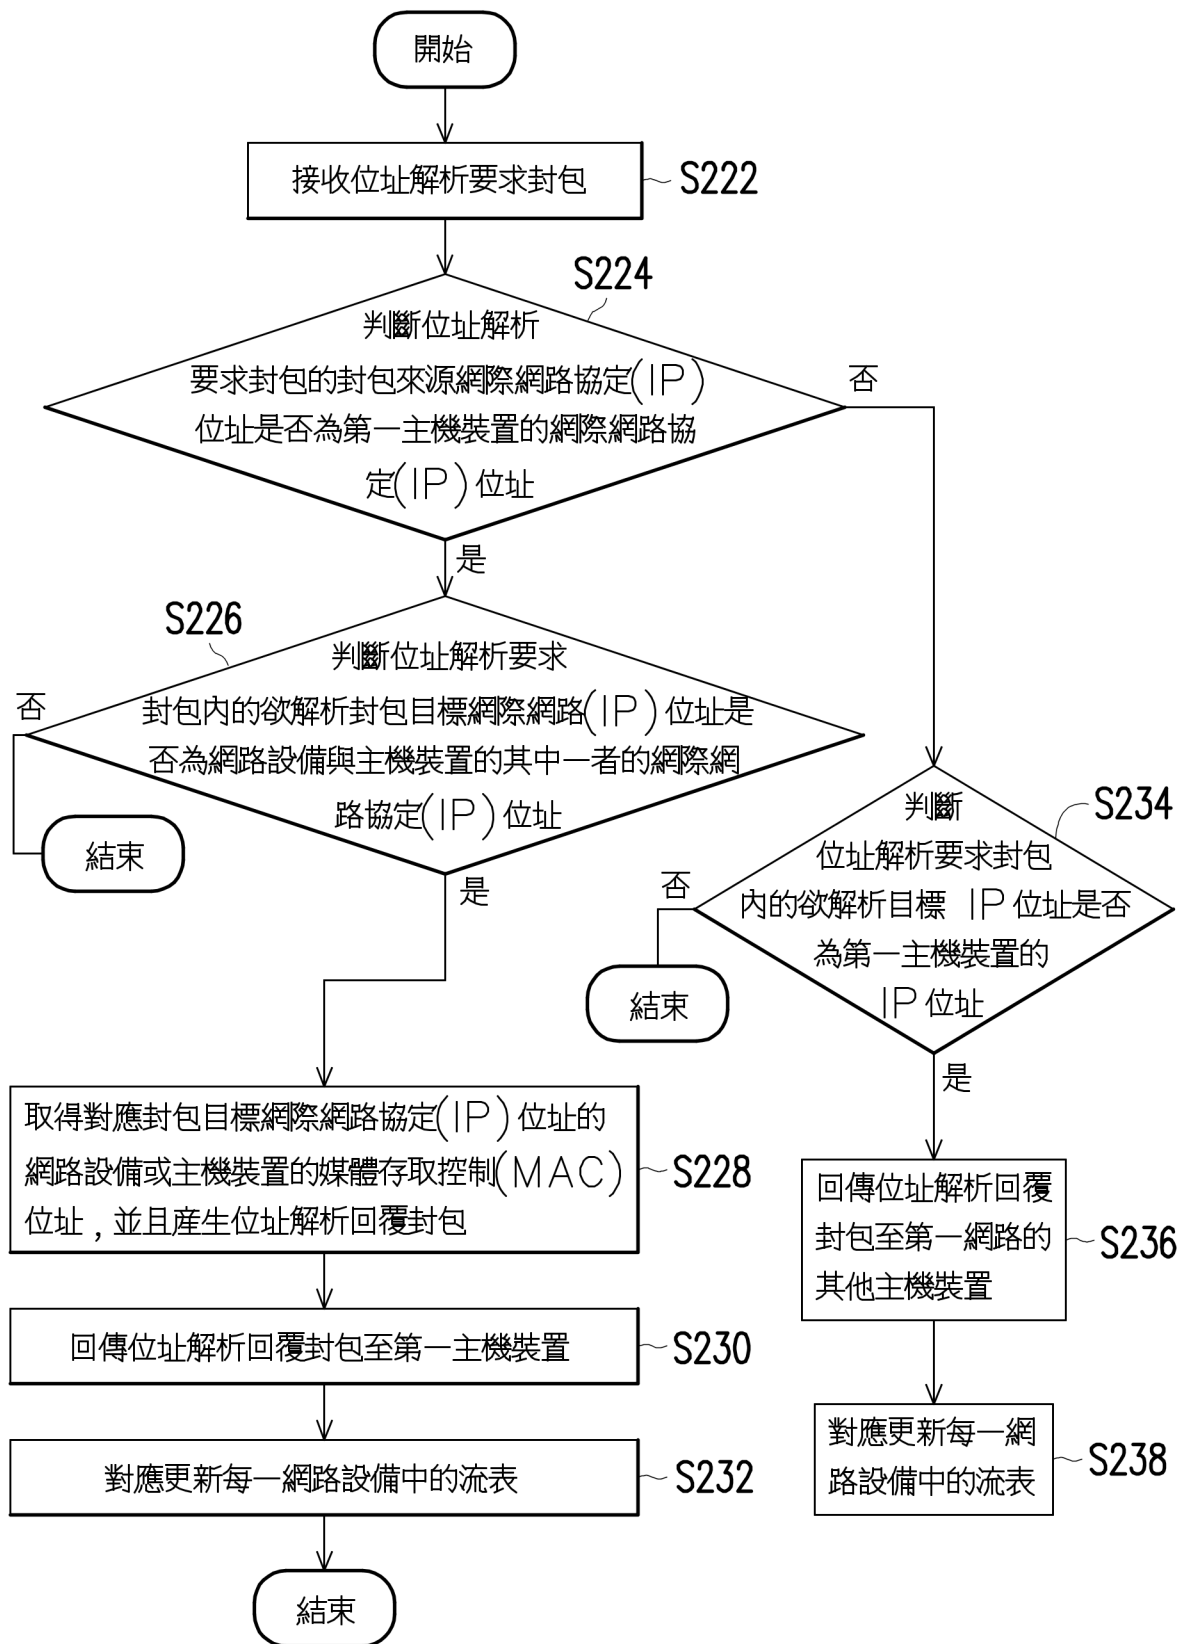 開始
接收位址解析要求封包
S222
S224
判斷位址解析
要求封包的封包來源網際網路協定(IP)
位址是否為第一主機裝置的網際網路協
定(IP)位址
否
是
S226
判斷位址解析要求
封包內的欲解析封包目標網際網路(IP)位址是
否為網路設備與主機裝置的其中一者的網際網
路協定(IP)位址
否
結束
是
判斷
位址解析要求封包
內的欲解析目標 IP位址是否
為第一主機裝置的
IP位址
S234
否
結束
是
取得對應封包目標網際網路協定(IP)位址的
網路設備或主機裝置的媒體存取控制(MAC)
位址,並且產生位址解析回覆封包
S228
回傳位址解析回覆
封包至第一網路的
其他主機裝置
S236
回傳位址解析回覆封包至第一主機裝置
S230
對應更新每一網路設備中的流表
S232
對應更新每一網
路設備中的流表
S238
結束